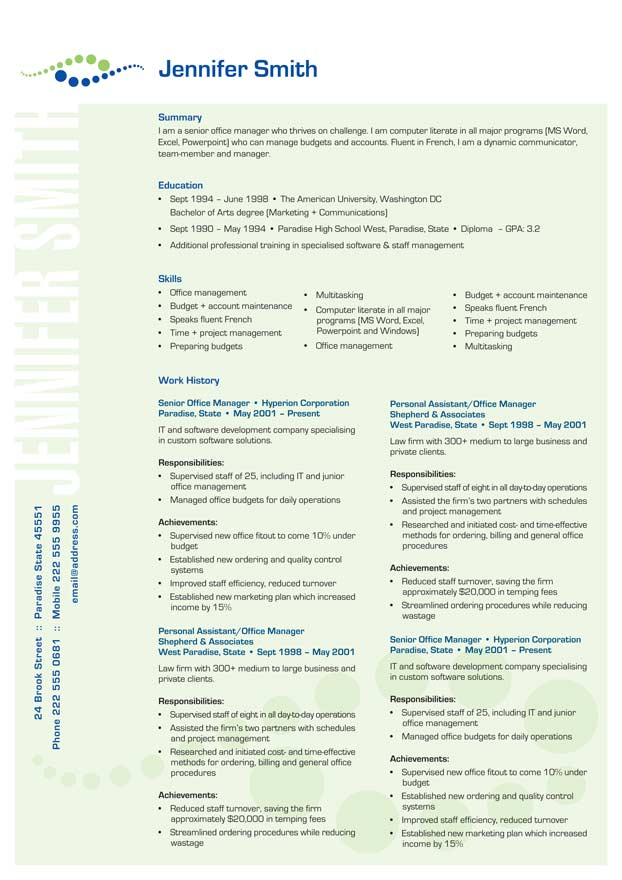 Jennifer Smith
JENNIFER SMITH
24 Brook Street :: Paradise State 45551
Phone 222 555 0681 :: Mobile 222 555 9955
email@address.com
Summary
I am a senior office manager who thrives on challenge. I am computer literate in all major programs (MS Word,
Excel, Powerpoint) who can manage budgets and accounts. Fluent in French, I am a dynamic communicator,
team-member and manager.
Education
• Sept 1994 – June 1998 • The American University, Washington DC
Bachelor of Arts degree (Marketing + Communications)
• Sept 1990 – May 1994 • Paradise High School West, Paradise, State • Diploma – GPA: 3.2
• Additional professional training in specialised software & staff management
Skills
• Office management
• Budget + account maintenance
• Speaks fluent French
• Time + project management
• Preparing budgets
• Multitasking
• Computer literate in all major
programs (MS Word, Excel,
Powerpoint and Windows)
• Office management
• Budget + account maintenance
• Speaks fluent French
• Time + project management
• Preparing budgets
• Multitasking
Work History
Senior Office Manager • Hyperion Corporation
Paradise, State • May 2001 – Present
IT and software development company specialising
in custom software solutions.
Responsibilities:
• Supervised staff of 25, including IT and junior
office management
• Managed office budgets for daily operations
Achievements:
• Supervised new office fitout to come 10% under
budget
• Established new ordering and quality control
systems
• Improved staff efficiency, reduced turnover
• Established new marketing plan which increased
income by 15%
Personal Assistant/Office Manager
Shepherd & Associates
West Paradise, State • Sept 1998 – May 2001
Law firm with 300+ medium to large business and
private clients.
Responsibilities:
• Supervised staff of eight in all day-to-day operations
• Assisted the firm's two partners with schedules
and project management
• Researched and initiated cost- and time-effective
methods for ordering, billing and general office
procedures
Achievements:
• Reduced staff turnover, saving the firm
approximately $20,000 in temping fees
• Streamlined ordering procedures while reducing
wastage
Personal Assistant/Office Manager
Shepherd & Associates
West Paradise, State • Sept 1998 – May 2001
Law firm with 300+ medium to large business and
private clients.
Responsibilities:
• Supervised staff of eight in all day-to-day operations
• Assisted the firm's two partners with schedules
and project management
• Researched and initiated cost- and time-effective
methods for ordering, billing and general office
procedures
Achievements:
• Reduced staff turnover, saving the firm
approximately $20,000 in temping fees
• Streamlined ordering procedures while reducing
wastage
Senior Office Manager • Hyperion Corporation
Paradise, State • May 2001 – Present
IT and software development company specialising
in custom software solutions.
Responsibilities:
• Supervised staff of 25, including IT and junior
office management
• Managed office budgets for daily operations
Achievements:
• Supervised new office fitout to come 10% under
budget
• Established new ordering and quality control
systems
• Improved staff efficiency, reduced turnover
• Established new marketing plan which increased
income by 15%